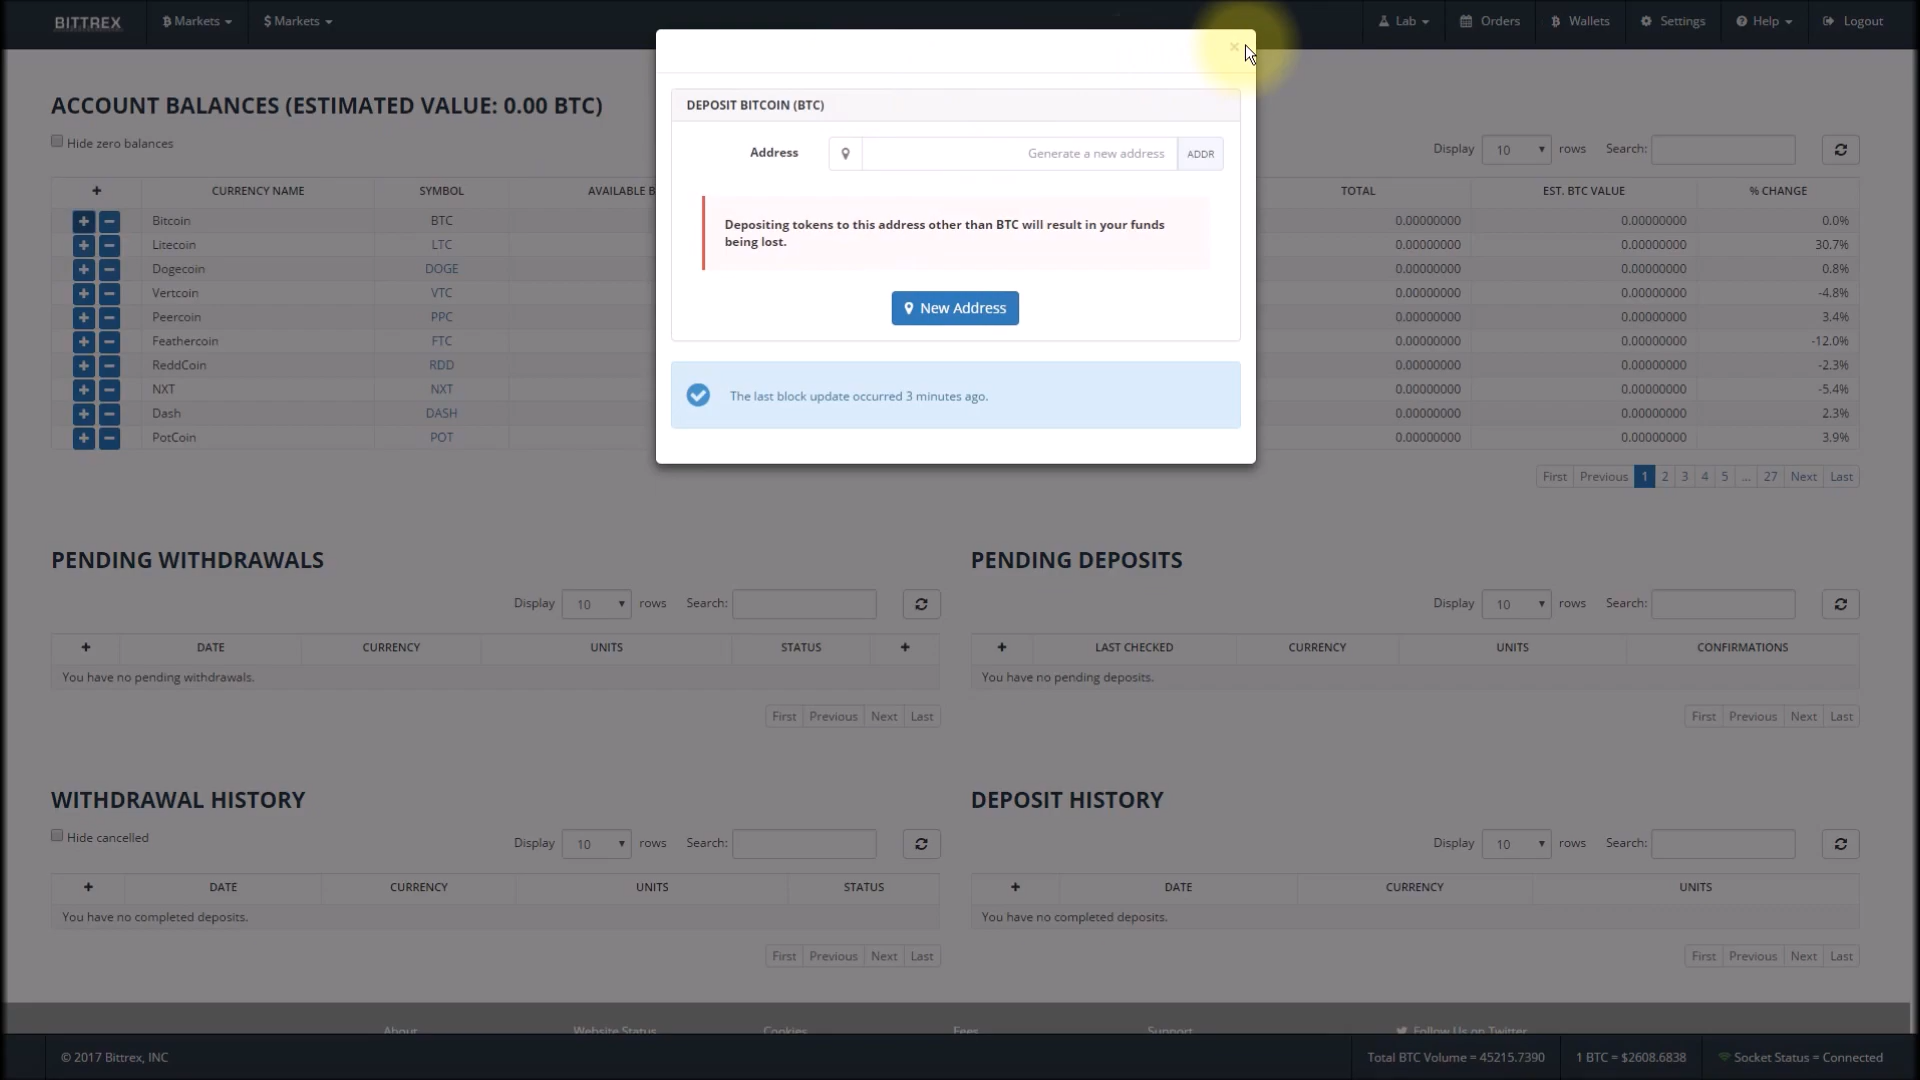 BITTREX
Ƀ Markets
$ Markets
Lab
Orders
Ƀ Wallets
Settings
Help
Logout
ACCOUNT BALANCES (ESTIMATED VALUE: 0.00 BTC)
Hide zero balances
Display 10 rows Search:
+ CURRENCY NAME SYMBOL AVAILABLE B TOTAL EST. BTC VALUE % CHANGE
Bitcoin BTC 0.00000000 0.00000000 0.0%
Litecoin LTC 0.00000000 0.00000000 30.7%
Dogecoin DOGE 0.00000000 0.00000000 0.8%
Vertcoin VTC 0.00000000 0.00000000 -4.8%
Peercoin PPC 0.00000000 0.00000000 3.4%
Feathercoin FTC 0.00000000 0.00000000 -12.0%
ReddCoin RDD 0.00000000 0.00000000 -2.3%
NXT NXT 0.00000000 0.00000000 -5.4%
Dash DASH 0.00000000 0.00000000 2.3%
PotCoin POT 0.00000000 0.00000000 3.9%
First Previous 1 2 3 4 5 ... 27 Next Last
×
DEPOSIT BITCOIN (BTC)
Address Generate a new address ADDR
Depositing tokens to this address other than BTC will result in your funds
being lost.
New Address
The last block update occurred 3 minutes ago.
PENDING WITHDRAWALS
Display 10 rows Search:
+ DATE CURRENCY UNITS STATUS +
You have no pending withdrawals.
First Previous Next Last
PENDING DEPOSITS
Display 10 rows Search:
+ LAST CHECKED CURRENCY UNITS CONFIRMATIONS
You have no pending deposits.
First Previous Next Last
WITHDRAWAL HISTORY
Hide cancelled
Display 10 rows Search:
+ DATE CURRENCY UNITS STATUS
You have no completed deposits.
First Previous Next Last
DEPOSIT HISTORY
Display 10 rows Search:
+ DATE CURRENCY UNITS
You have no completed deposits.
First Previous Next Last
About Website Status Cookies Fees Support Follow Us on Twitter
© 2017 Bittrex, INC
Total BTC Volume = 45215.7390
1 BTC = $2608.6838
Socket Status = Connected